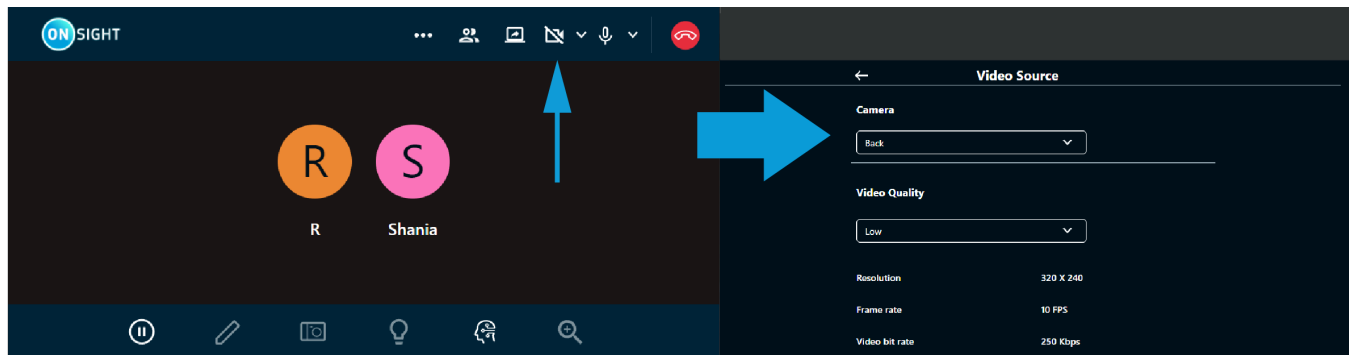 ONSIGHT
R
S
R
Shania
Video Source
Camera
Back
Video Quality
Low
Resolution 320 X 240
Frame rate 10 FPS
Video bit rate 250 Kbps